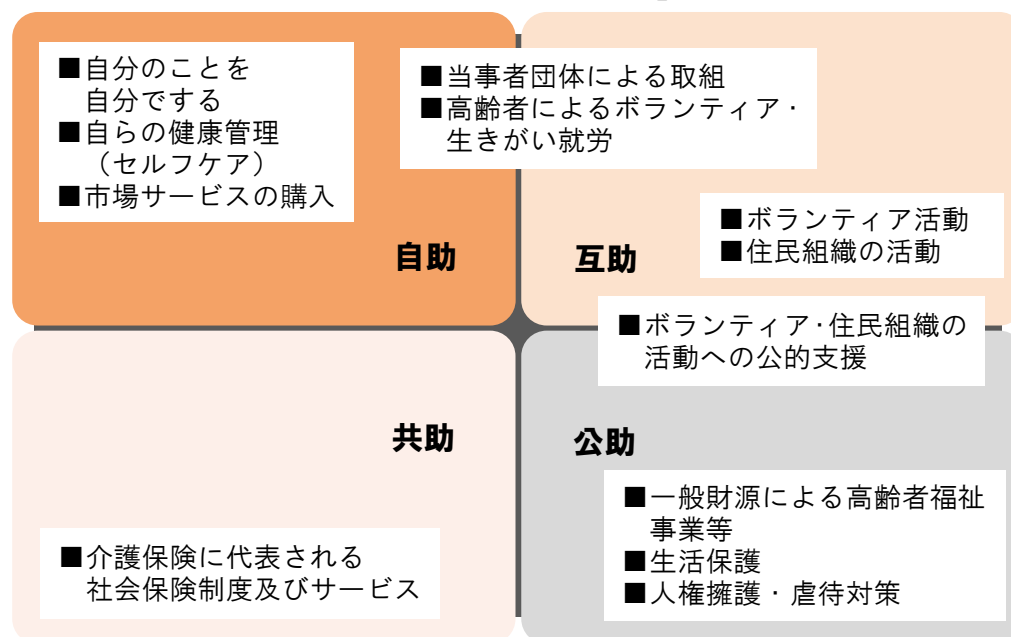 ■自分のことを
自分でする
■自らの健康管理
（セルフケア）
■市場サービスの購入
自助
■当事者団体による取組
■高齢者によるボランティア・
生きがい就労
■ボランティア活動
■住民組織の活動
互助
■ボランティア･住民組織の
活動への公的支援
共助
■介護保険に代表される
社会保険制度及びサービス
公助
■一般財源による高齢者福祉
事業等
■生活保護
■人権擁護・虐待対策